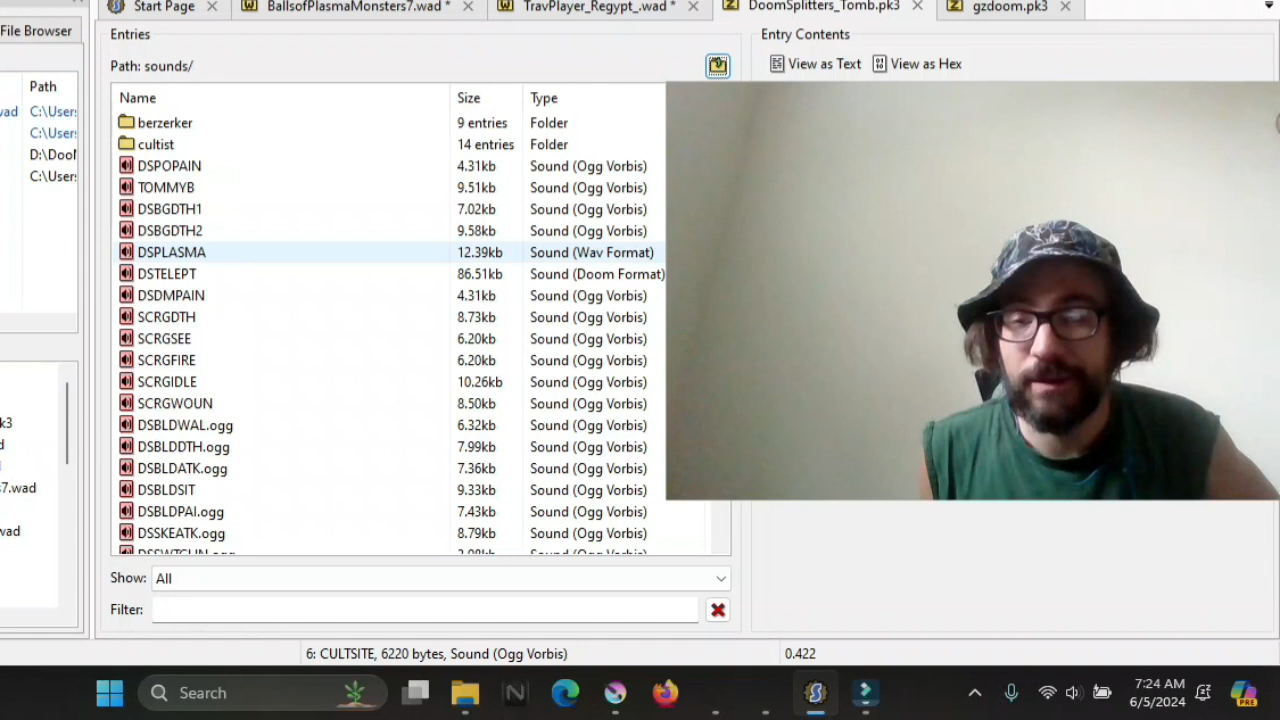 Start Page
BallsofPlasmaMonsters7.wad *
TravPlayer_Regypt_.wad *
DoomSplitters_Tomb.pk3
gzdoom.pk3
File Browser
Entries
Entry Contents
Path: sounds/
View as Text
View as Hex
Path
Name Size Type
vad C:\Users
C:\Users
D:\Dool
C:\Users
berzerker 9 entries Folder
cultist 14 entries Folder
DSPOPAIN 4.31kb Sound (Ogg Vorbis)
TOMMYB 9.51kb Sound (Ogg Vorbis)
DSBGDTH1 7.02kb Sound (Ogg Vorbis)
DSBGDTH2 9.58kb Sound (Ogg Vorbis)
DSPLASMA 12.39kb Sound (Wav Format)
DSTELEPT 86.51kb Sound (Doom Format)
DSDMPAIN 4.31kb Sound (Ogg Vorbis)
SCRGDTH 8.73kb Sound (Ogg Vorbis)
SCRGSEE 6.20kb Sound (Ogg Vorbis)
SCRGFIRE 6.20kb Sound (Ogg Vorbis)
SCRGIDLE 10.26kb Sound (Ogg Vorbis)
SCRGWOUN 8.50kb Sound (Ogg Vorbis)
DSBLDWAL.ogg 6.32kb Sound (Ogg Vorbis)
DSBLDDTH.ogg 7.99kb Sound (Ogg Vorbis)
DSBLDATK.ogg 7.36kb Sound (Ogg Vorbis)
DSBLDSIT 9.33kb Sound (Ogg Vorbis)
DSBLDPAI.ogg 7.43kb Sound (Ogg Vorbis)
DSSKEATK.ogg 8.79kb Sound (Ogg Vorbis)
k3
d
s7.wad
wad
Show: All
Filter:
6: CULTSITE, 6220 bytes, Sound (Ogg Vorbis)
0.422
Search
7:24 AM
6/5/2024
PRE